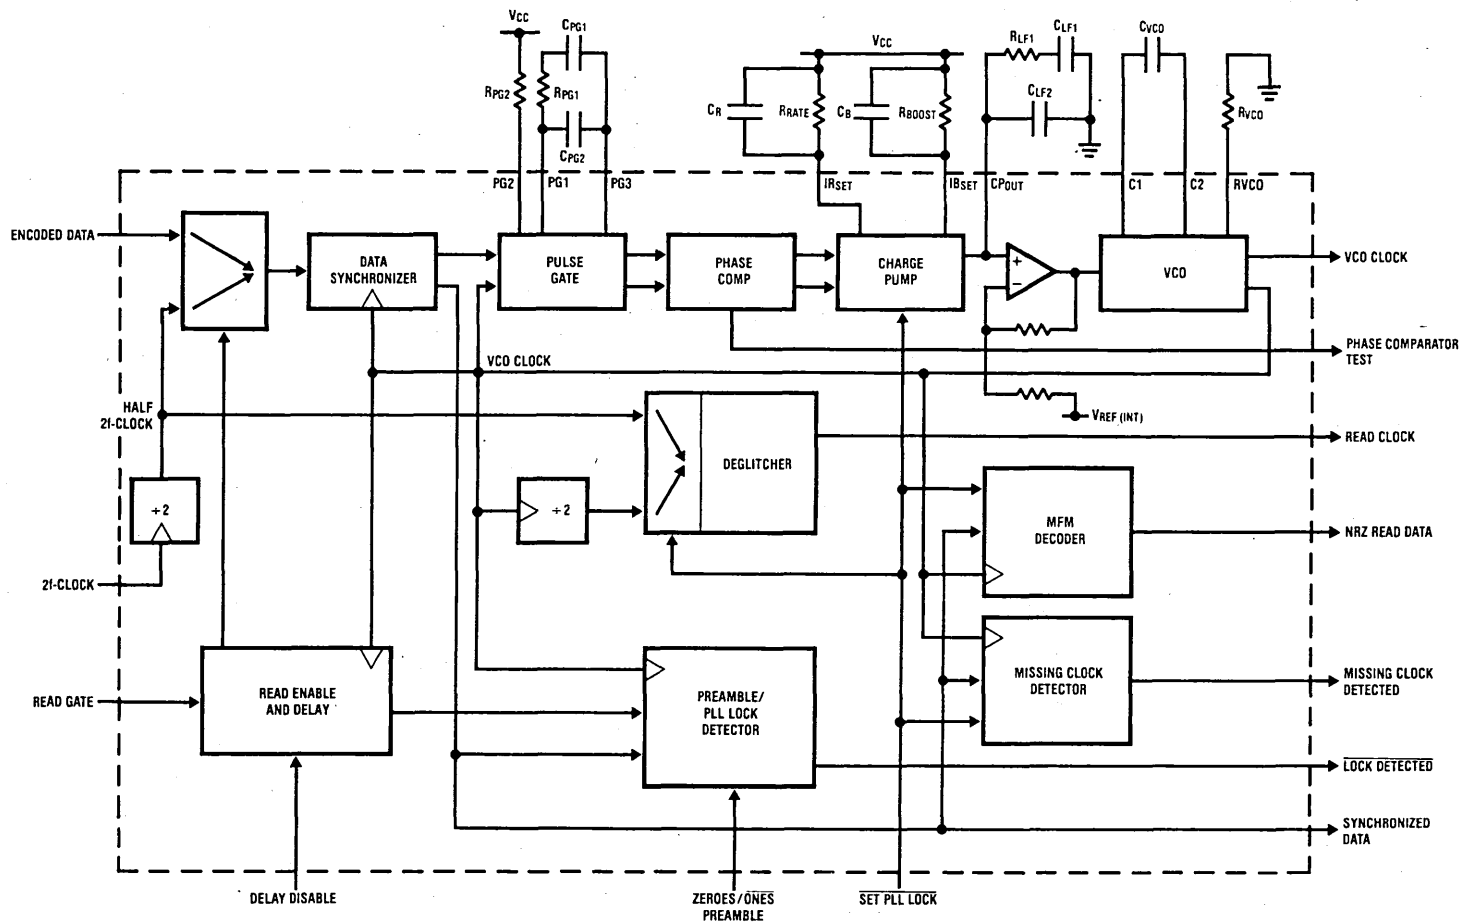 VCC
CPG1
RPG2
RPG1
CPG2
VCC
CR
RRATE
CB
RBOOST
RLF1
CLF1
CLF2
CVCO
RVCO
PG2
PG1
PG3
IRSET
IBSET
CPOUT
C1
C2
RVCO
ENCODED DATA
DATA
SYNCHRONIZER
PULSE
GATE
PHASE
COMP
CHARGE
PUMP
+
−
VCO
VCO CLOCK
PHASE COMPARATOR
TEST
VCO CLOCK
HALF
2f-CLOCK
VREF (INT)
DEGLITCHER
READ CLOCK
÷2
÷2
MFM
DECODER
NRZ READ DATA
2f-CLOCK
READ GATE
READ ENABLE
AND DELAY
PREAMBLE/
PLL LOCK
DETECTOR
MISSING CLOCK
DETECTOR
MISSING CLOCK
DETECTED
LOCK DETECTED
SYNCHRONIZED
DATA
DELAY DISABLE
ZEROES/ONES
PREAMBLE
SET PLL LOCK